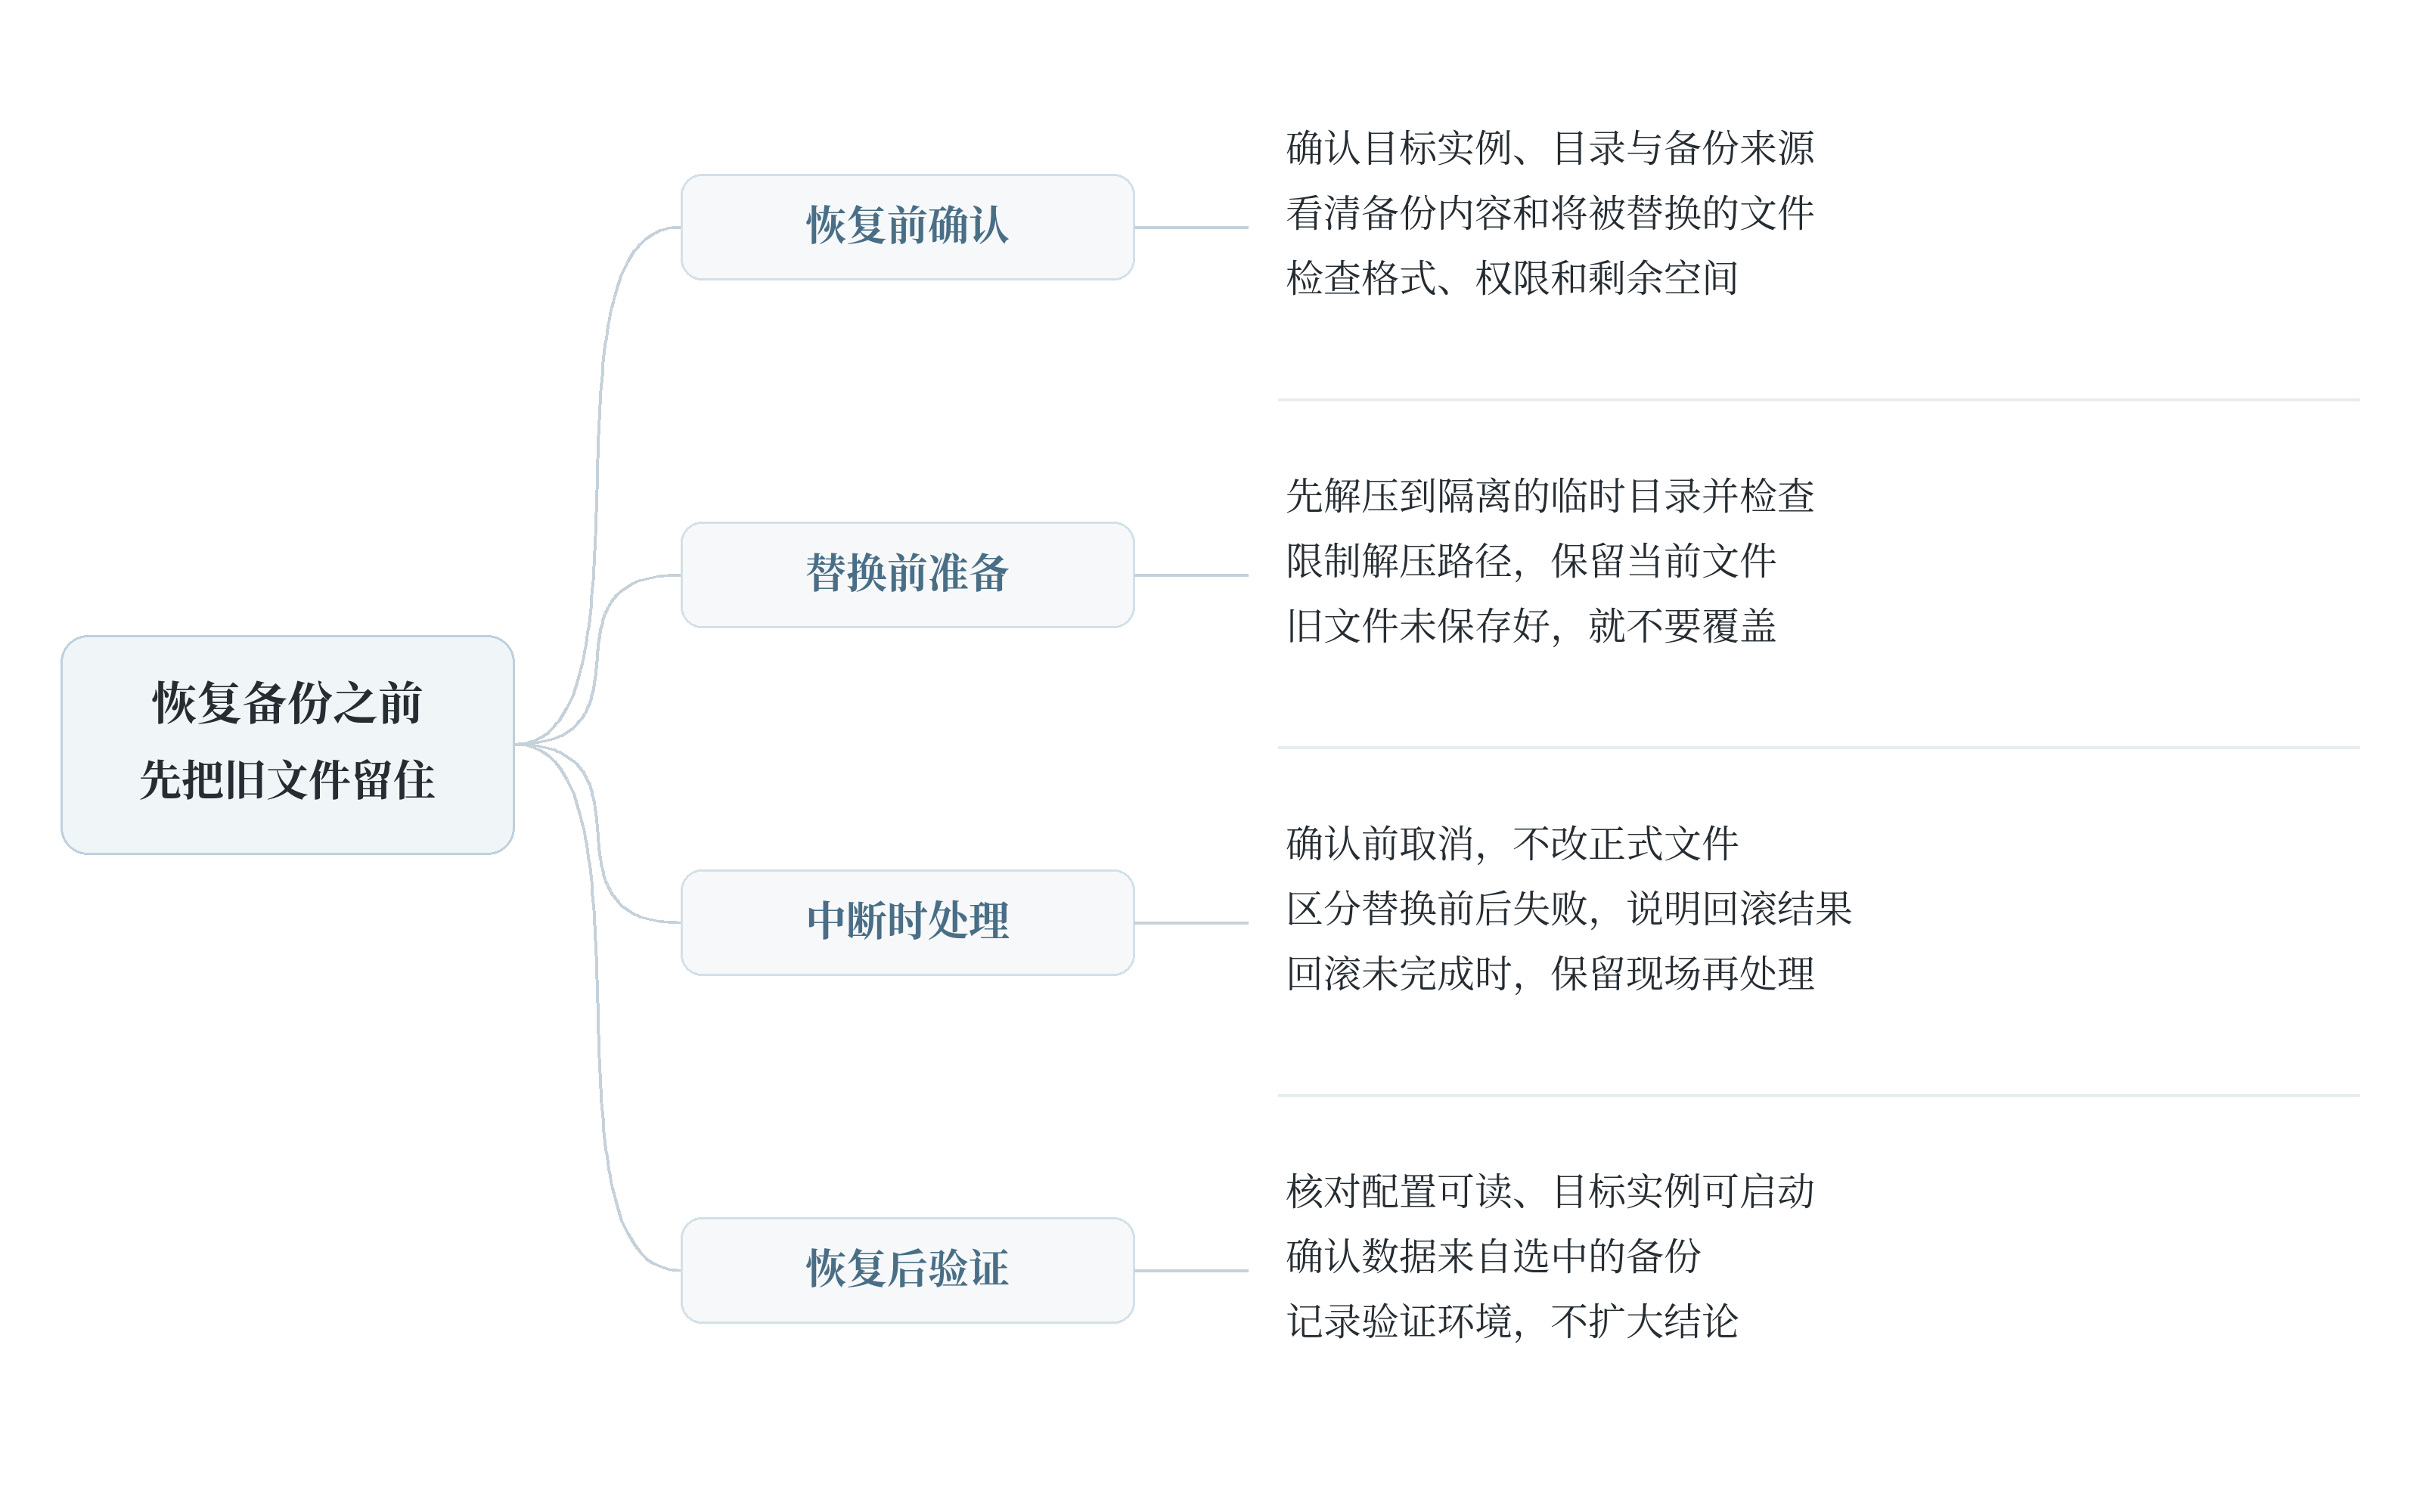 恢复备份之前
先把旧文件留住
恢复前确认
确认目标实例、目录与备份来源
看清备份内容和将被替换的文件
检查格式、权限和剩余空间
替换前准备
先解压到隔离的临时目录并检查
限制解压路径，保留当前文件
旧文件未保存好，就不要覆盖
中断时处理
确认前取消，不改正式文件
区分替换前后失败，说明回滚结果
回滚未完成时，保留现场再处理
恢复后验证
核对配置可读、目标实例可启动
确认数据来自选中的备份
记录验证环境，不扩大结论